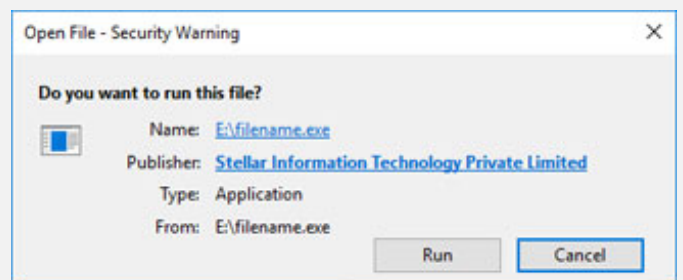 Open File - Security Warning
Do you want to run this file?
Name: E:\filename.exe
Publisher: Stellar Information Technology Private Limited
Type: Application
From: E:\filename.exe
Run Cancel